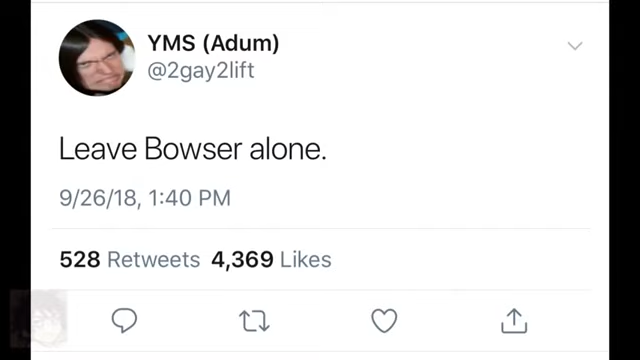 YMS (Adum)
@2gay2lift
Leave Bowser alone.
9/26/18, 1:40 PM
528 Retweets 4,369 Likes